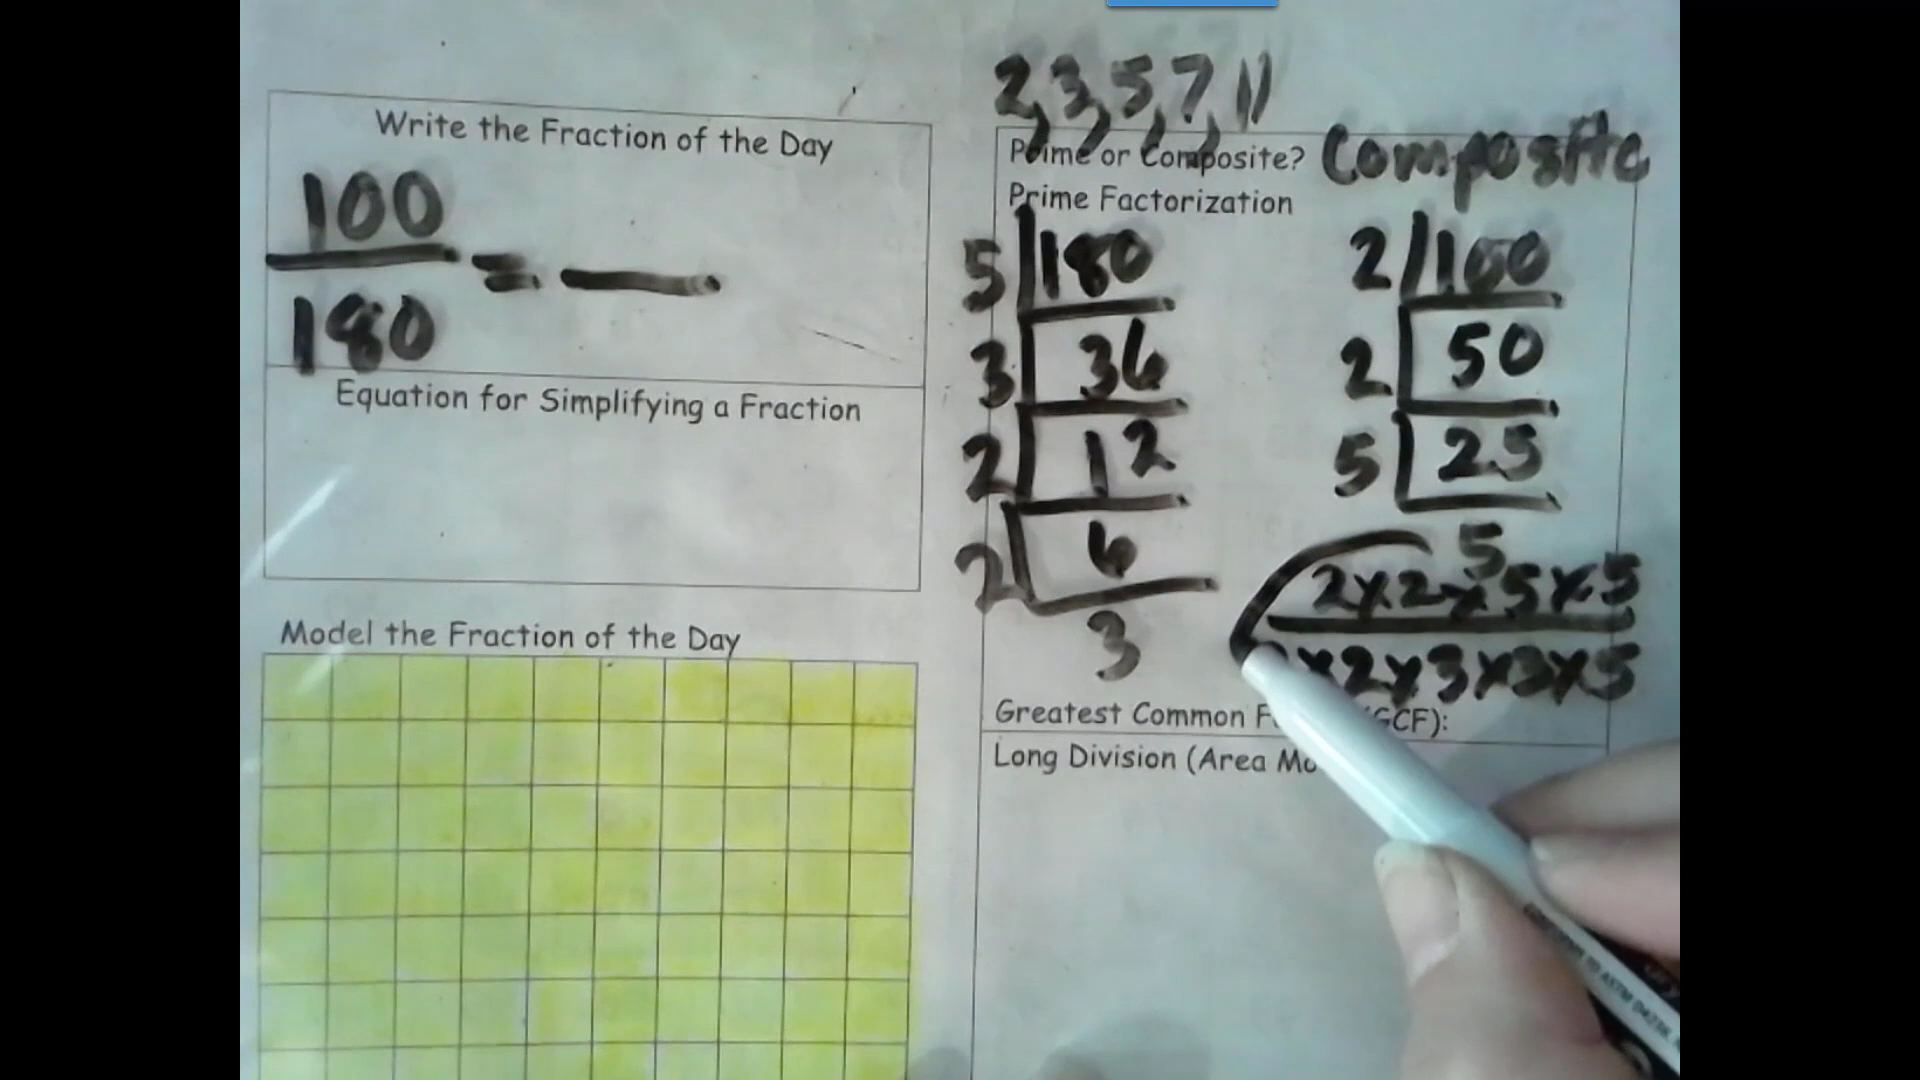 Write the Fraction of the Day
100
180
=
Equation for Simplifying a Fraction
Model the Fraction of the Day
2,3,5,7,11
Prime or Composite? Composite
Prime Factorization
5 180
3 36
2 12
2 6
3
2 100
2 50
5 25
5
2x2x5x5
x2x3x3x5
Greatest Common (GCF):
Long Division (Area